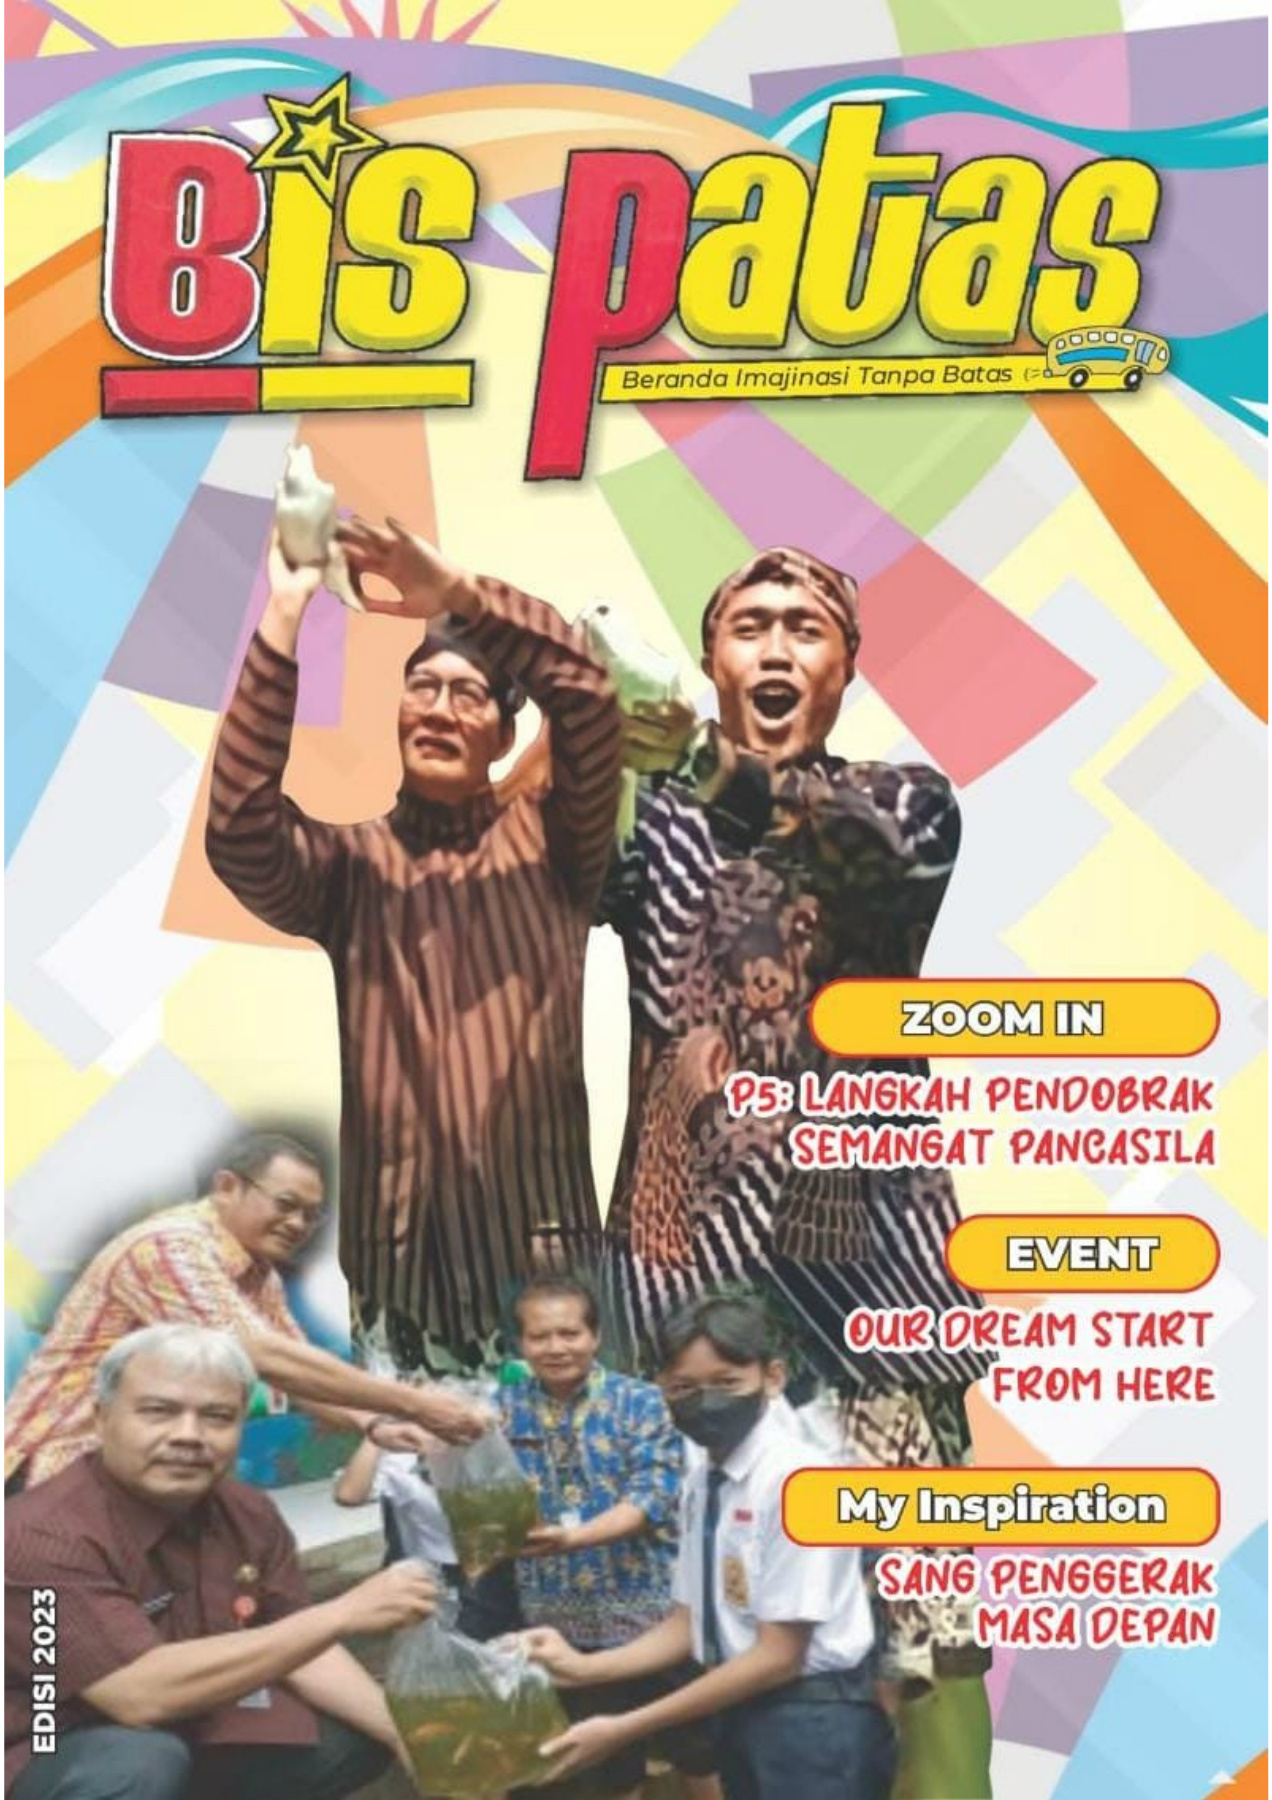 Bis patas
Beranda Imajinasi Tanpa Batas
ZOOM IN
P5: LANGKAH PENDOBRAK
SEMANGAT PANCASILA
EVENT
OUR DREAM START
FROM HERE
My Inspiration
SANG PENGGERAK
MASA DEPAN
EDISI 2023